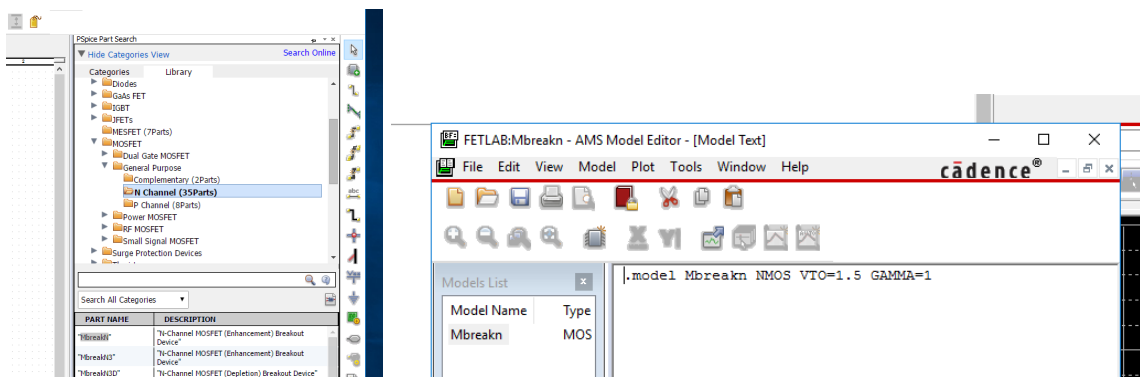 PSpice Part Search
Hide Categories View Search Online
Categories Library
Diodes
GaAs FET
IGBT
JFETs
MESFET (7Parts)
MOSFET
Dual Gate MOSFET
General Purpose
Complementary (2Parts)
N Channel (35Parts)
P Channel (8Parts)
Power MOSFET
RF MOSFET
Small Signal MOSFET
Surge Protection Devices
Search All Categories
PART NAME DESCRIPTION
"MbreakN" "N-Channel MOSFET (Enhancement) Breakout
Device"
"MbreakN3" "N-Channel MOSFET (Enhancement) Breakout
Device"
"MbreakN3D" "N-Channel MOSFET (Depletion) Breakout Device"
abc
FETLAB:Mbreakn - AMS Model Editor - [Model Text]
File Edit View Model Plot Tools Window Help
cādence®
Models List
Model Name Type
Mbreakn MOS
.model Mbreakn NMOS VTO=1.5 GAMMA=1